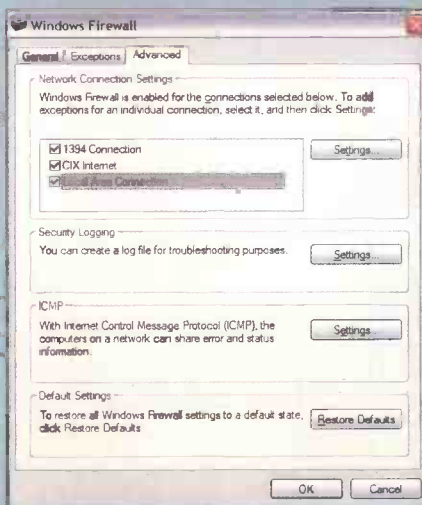 Windows Firewall
General Exceptions Advanced
Network Connection Settings
Windows Firewall is enabled for the connections selected below. To add
exceptions for an individual connection, select it, and then click Settings:
1394 Connection
Settings...
CIX Internet
Local Area Connection
Security Logging
You can create a log file for troubleshooting purposes.
Settings...
ICMP
With Internet Control Message Protocol (ICMP), the
computers on a network can share error and status
information.
Settings...
Default Settings
To restore all Windows Firewall settings to a default state,
click Restore Defaults
Restore Defaults
OK Cancel